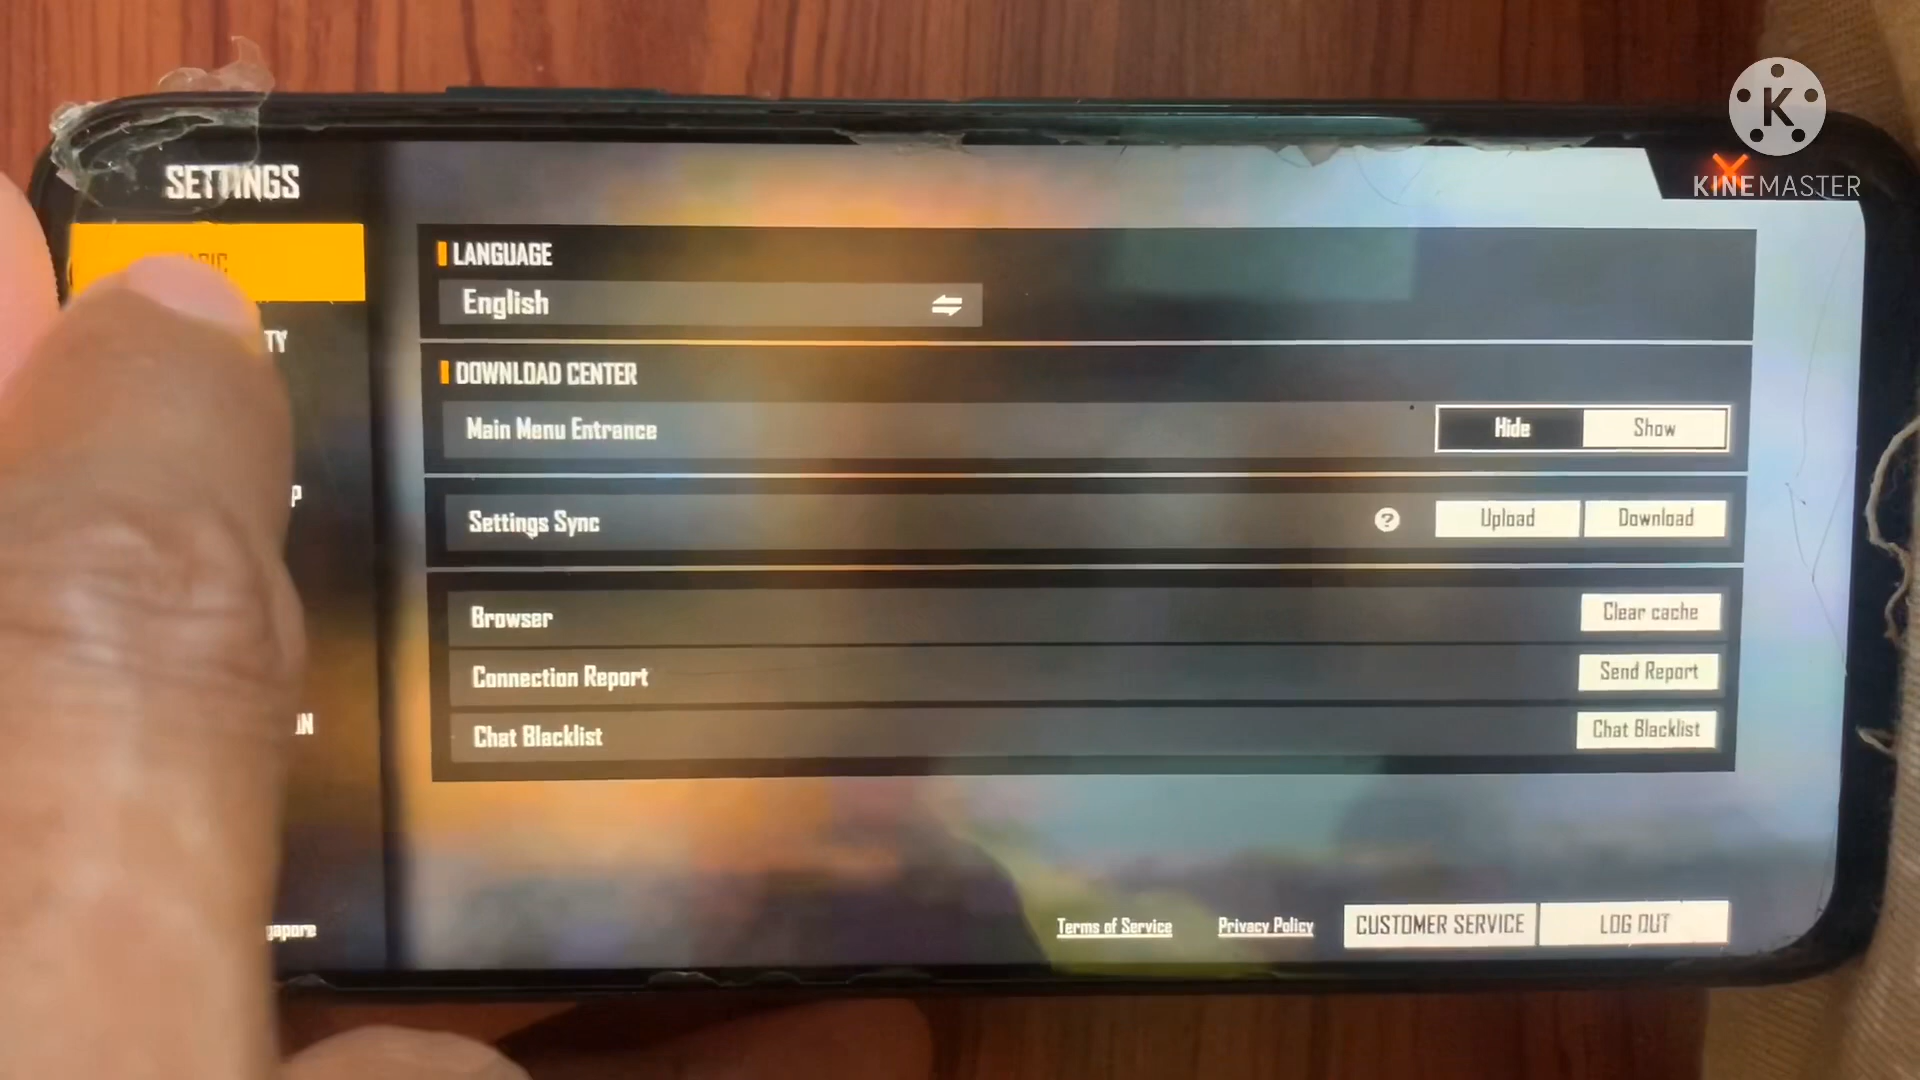 K
KINEMASTER
SETTINGS
LANGUAGE
English
DOWNLOAD CENTER
Main Menu Entrance
Hide
Show
Settings Sync
?
Upload
Download
Browser
Clear cache
Connection Report
Send Report
Chat Blacklist
Chat Blacklist
Terms of Service
Privacy Policy
CUSTOMER SERVICE
LOG OUT